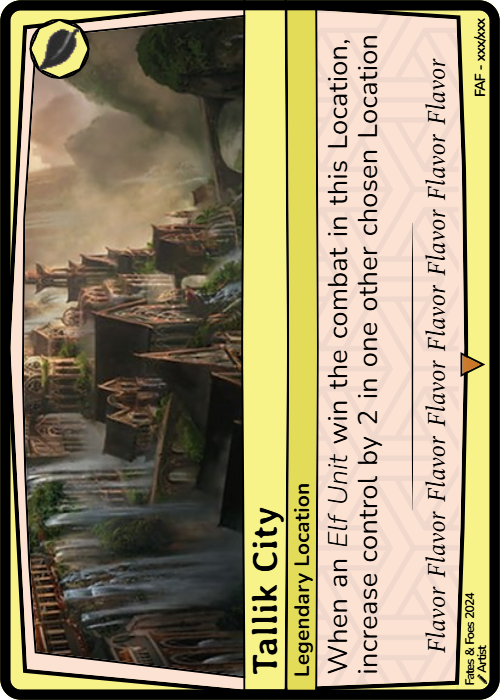 Tallik City
Legendary Location
When an Elf Unit win the combat in this Location,
increase control by 2 in one other chosen Location
Flavor Flavor Flavor Flavor Flavor Flavor Flavor Flavor Flavor
Fates & Foes 2024
Artist
FAF - xxx/xxx